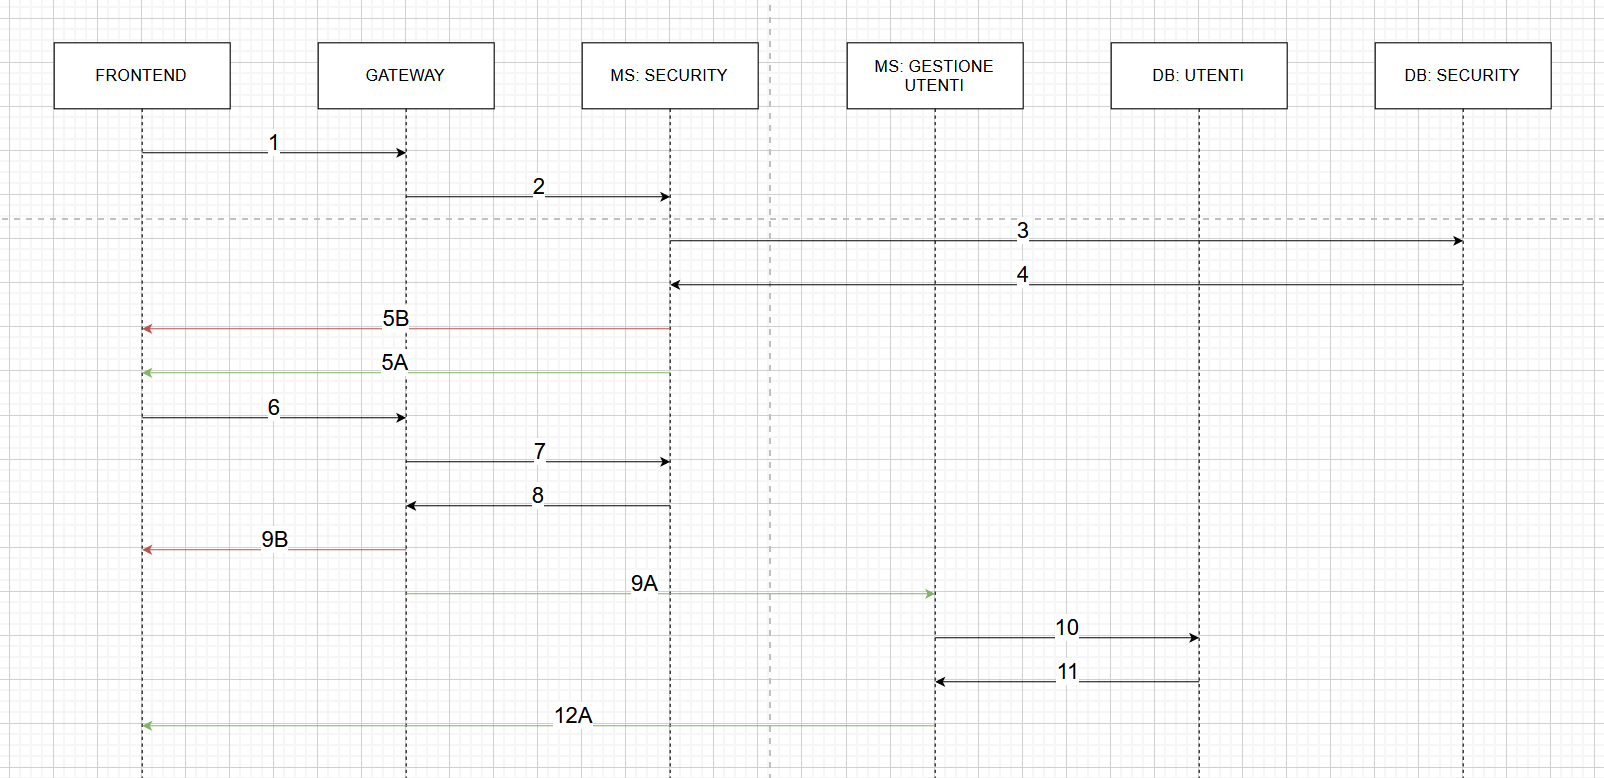 FRONTEND
GATEWAY
MS: SECURITY
MS: GESTIONE
UTENTI
DB: UTENTI
DB: SECURITY
1
2
3
4
5B
5A
6
7
8
9B
9A
10
11
12A